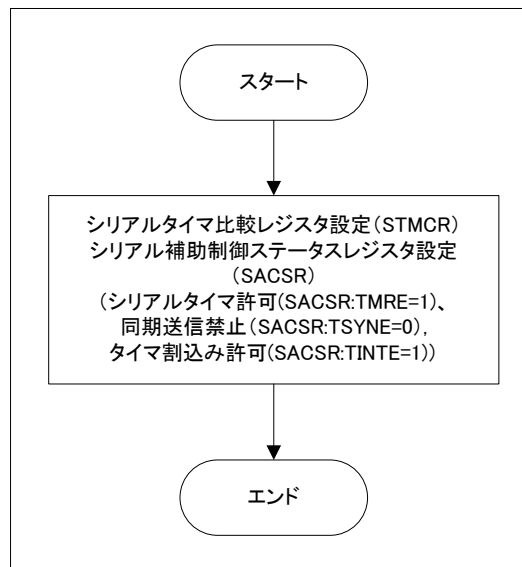 スタート
シリアルタイマ比較レジスタ設定(STMCR)
シリアル補助制御ステータスレジスタ設定
(SACSR)
(シリアルタイマ許可(SACSR:TMRE=1)、
同期送信禁止(SACSR:TSYNE=0),
タイマ割込み許可(SACSR:TINTE=1))
エンド